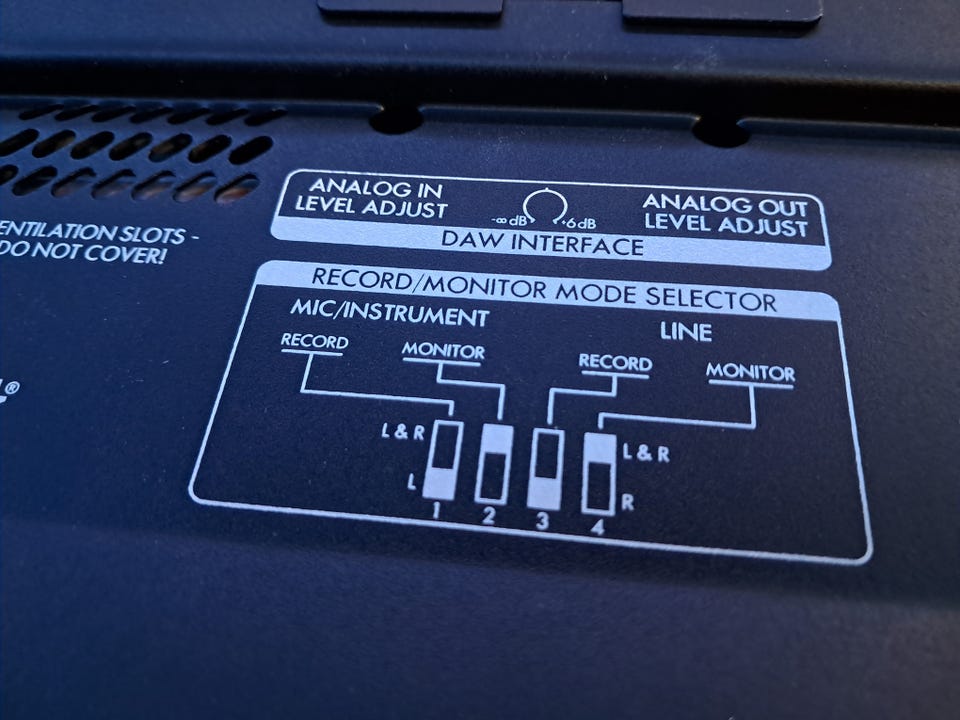 ENTILATION SLOTS -
DO NOT COVER!
ANALOG IN
LEVEL ADJUST
-∞ dB
+6dB
ANALOG OUT
LEVEL ADJUST
DAW INTERFACE
RECORD/MONITOR MODE SELECTOR
MIC/INSTRUMENT
LINE
RECORD
MONITOR
RECORD
MONITOR
L & R
L
L & R
R
1 2 3 4
®